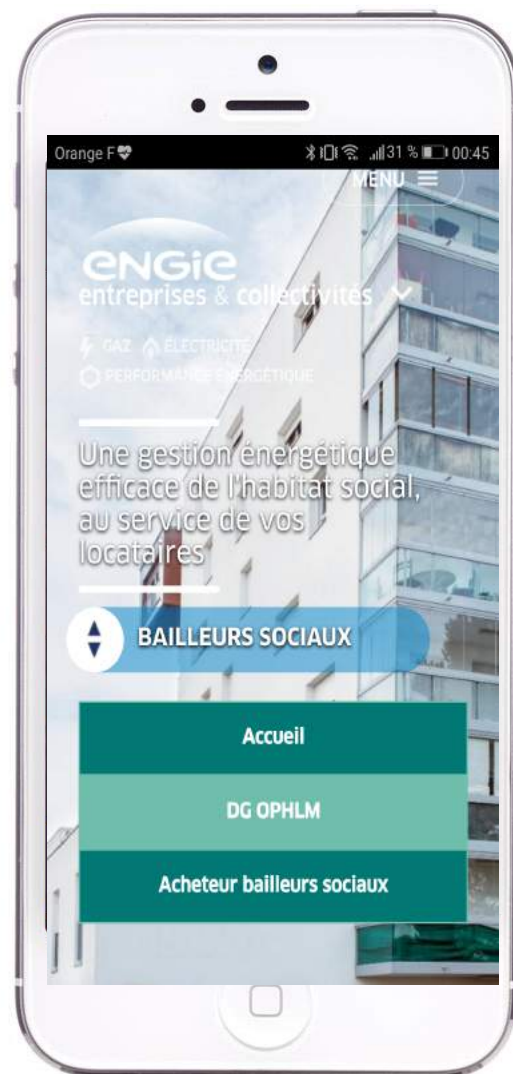 Orange F
31 % 00:45
MENU
ENGIE
entreprises & collectivités
GAZ ÉLECTRICITÉ
PERFORMANCE ÉNERGÉTIQUE
Une gestion énergétique
efficace de l'habitat social,
au service de vos
locataires
BAILLEURS SOCIAUX
Accueil
DG OPHLM
Acheteur bailleurs sociaux